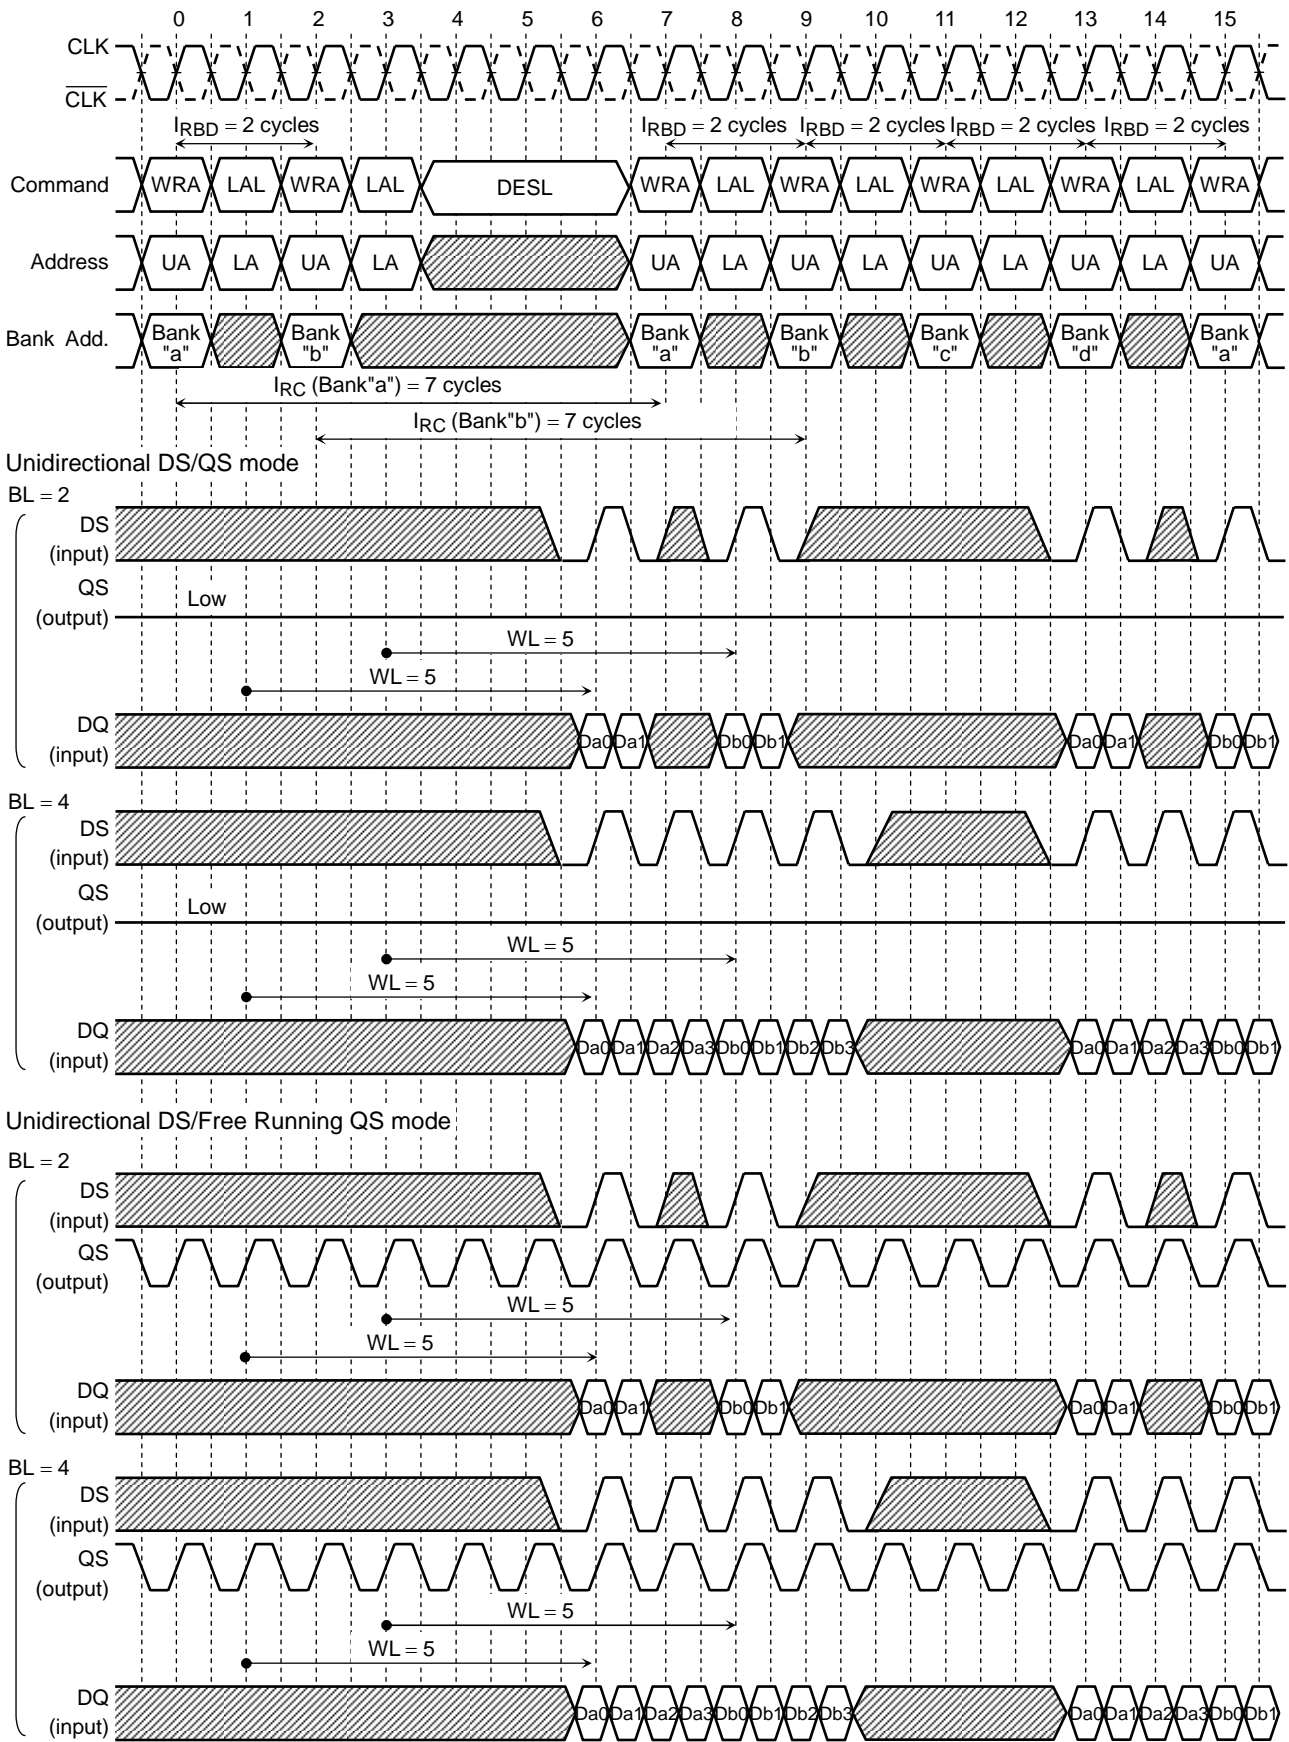 0 1 2 3 4 5 6 7 8 9 10 11 12 13 14 15
CLK
CLK
IRBD = 2 cycles IRBD = 2 cycles IRBD = 2 cycles IRBD = 2 cycles IRBD = 2 cycles
Command WRA LAL WRA LAL DESL WRA LAL WRA LAL WRA LAL WRA LAL WRA
Address UA LA UA LA UA LA UA LA UA LA UA LA UA
Bank Add. Bank "a" Bank "b" Bank "a" Bank "b" Bank "c" Bank "d" Bank "a"
IRC (Bank"a") = 7 cycles
IRC (Bank"b") = 7 cycles
Unidirectional DS/QS mode
BL = 2
DS
(input)
QS
Low
(output)
WL = 5
WL = 5
DQ
(input)
Da0 Da1 Db0 Db1 Da0 Da1 Db0 Db1
BL = 4
DS
(input)
QS
Low
(output)
WL = 5
WL = 5
DQ
(input)
Da0 Da1 Da2 Da3 Db0 Db1 Db2 Db3 Da0 Da1 Da2 Da3 Db0 Db1
Unidirectional DS/Free Running QS mode
BL = 2
DS
(input)
QS
(output)
WL = 5
WL = 5
DQ
(input)
Da0 Da1 Db0 Db1 Da0 Da1 Db0 Db1
BL = 4
DS
(input)
QS
(output)
WL = 5
WL = 5
DQ
(input)
Da0 Da1 Da2 Da3 Db0 Db1 Db2 Db3 Da0 Da1 Da2 Da3 Db0 Db1